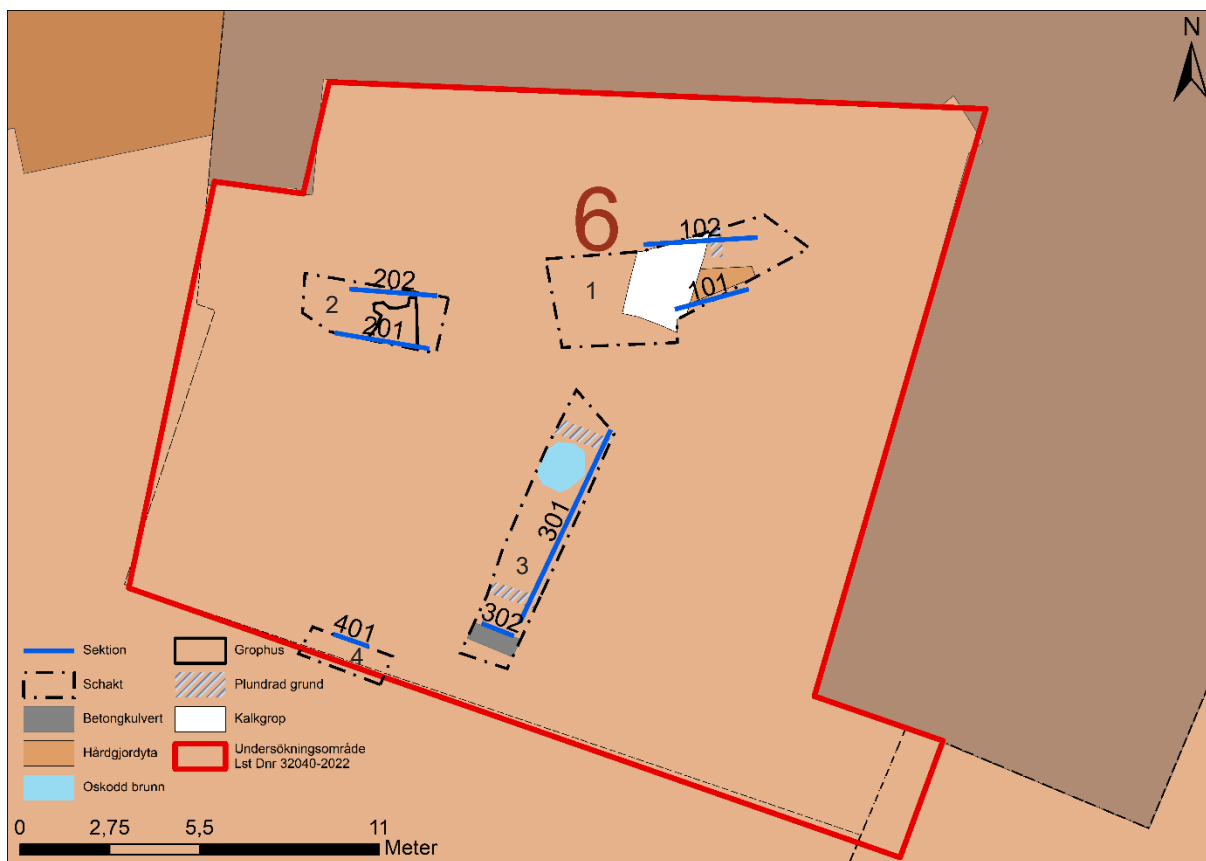 N
6
102
1
101
202
2
201
301
3
302
401
4
Sektion
Schakt
Betongkulvert
Hårdgjordyta
Oskodd brunn
Grophus
Plundrad grund
Kalkgrop
Undersökningsområde
Lst Dnr 32040-2022
0 2,75 5,5 11
Meter